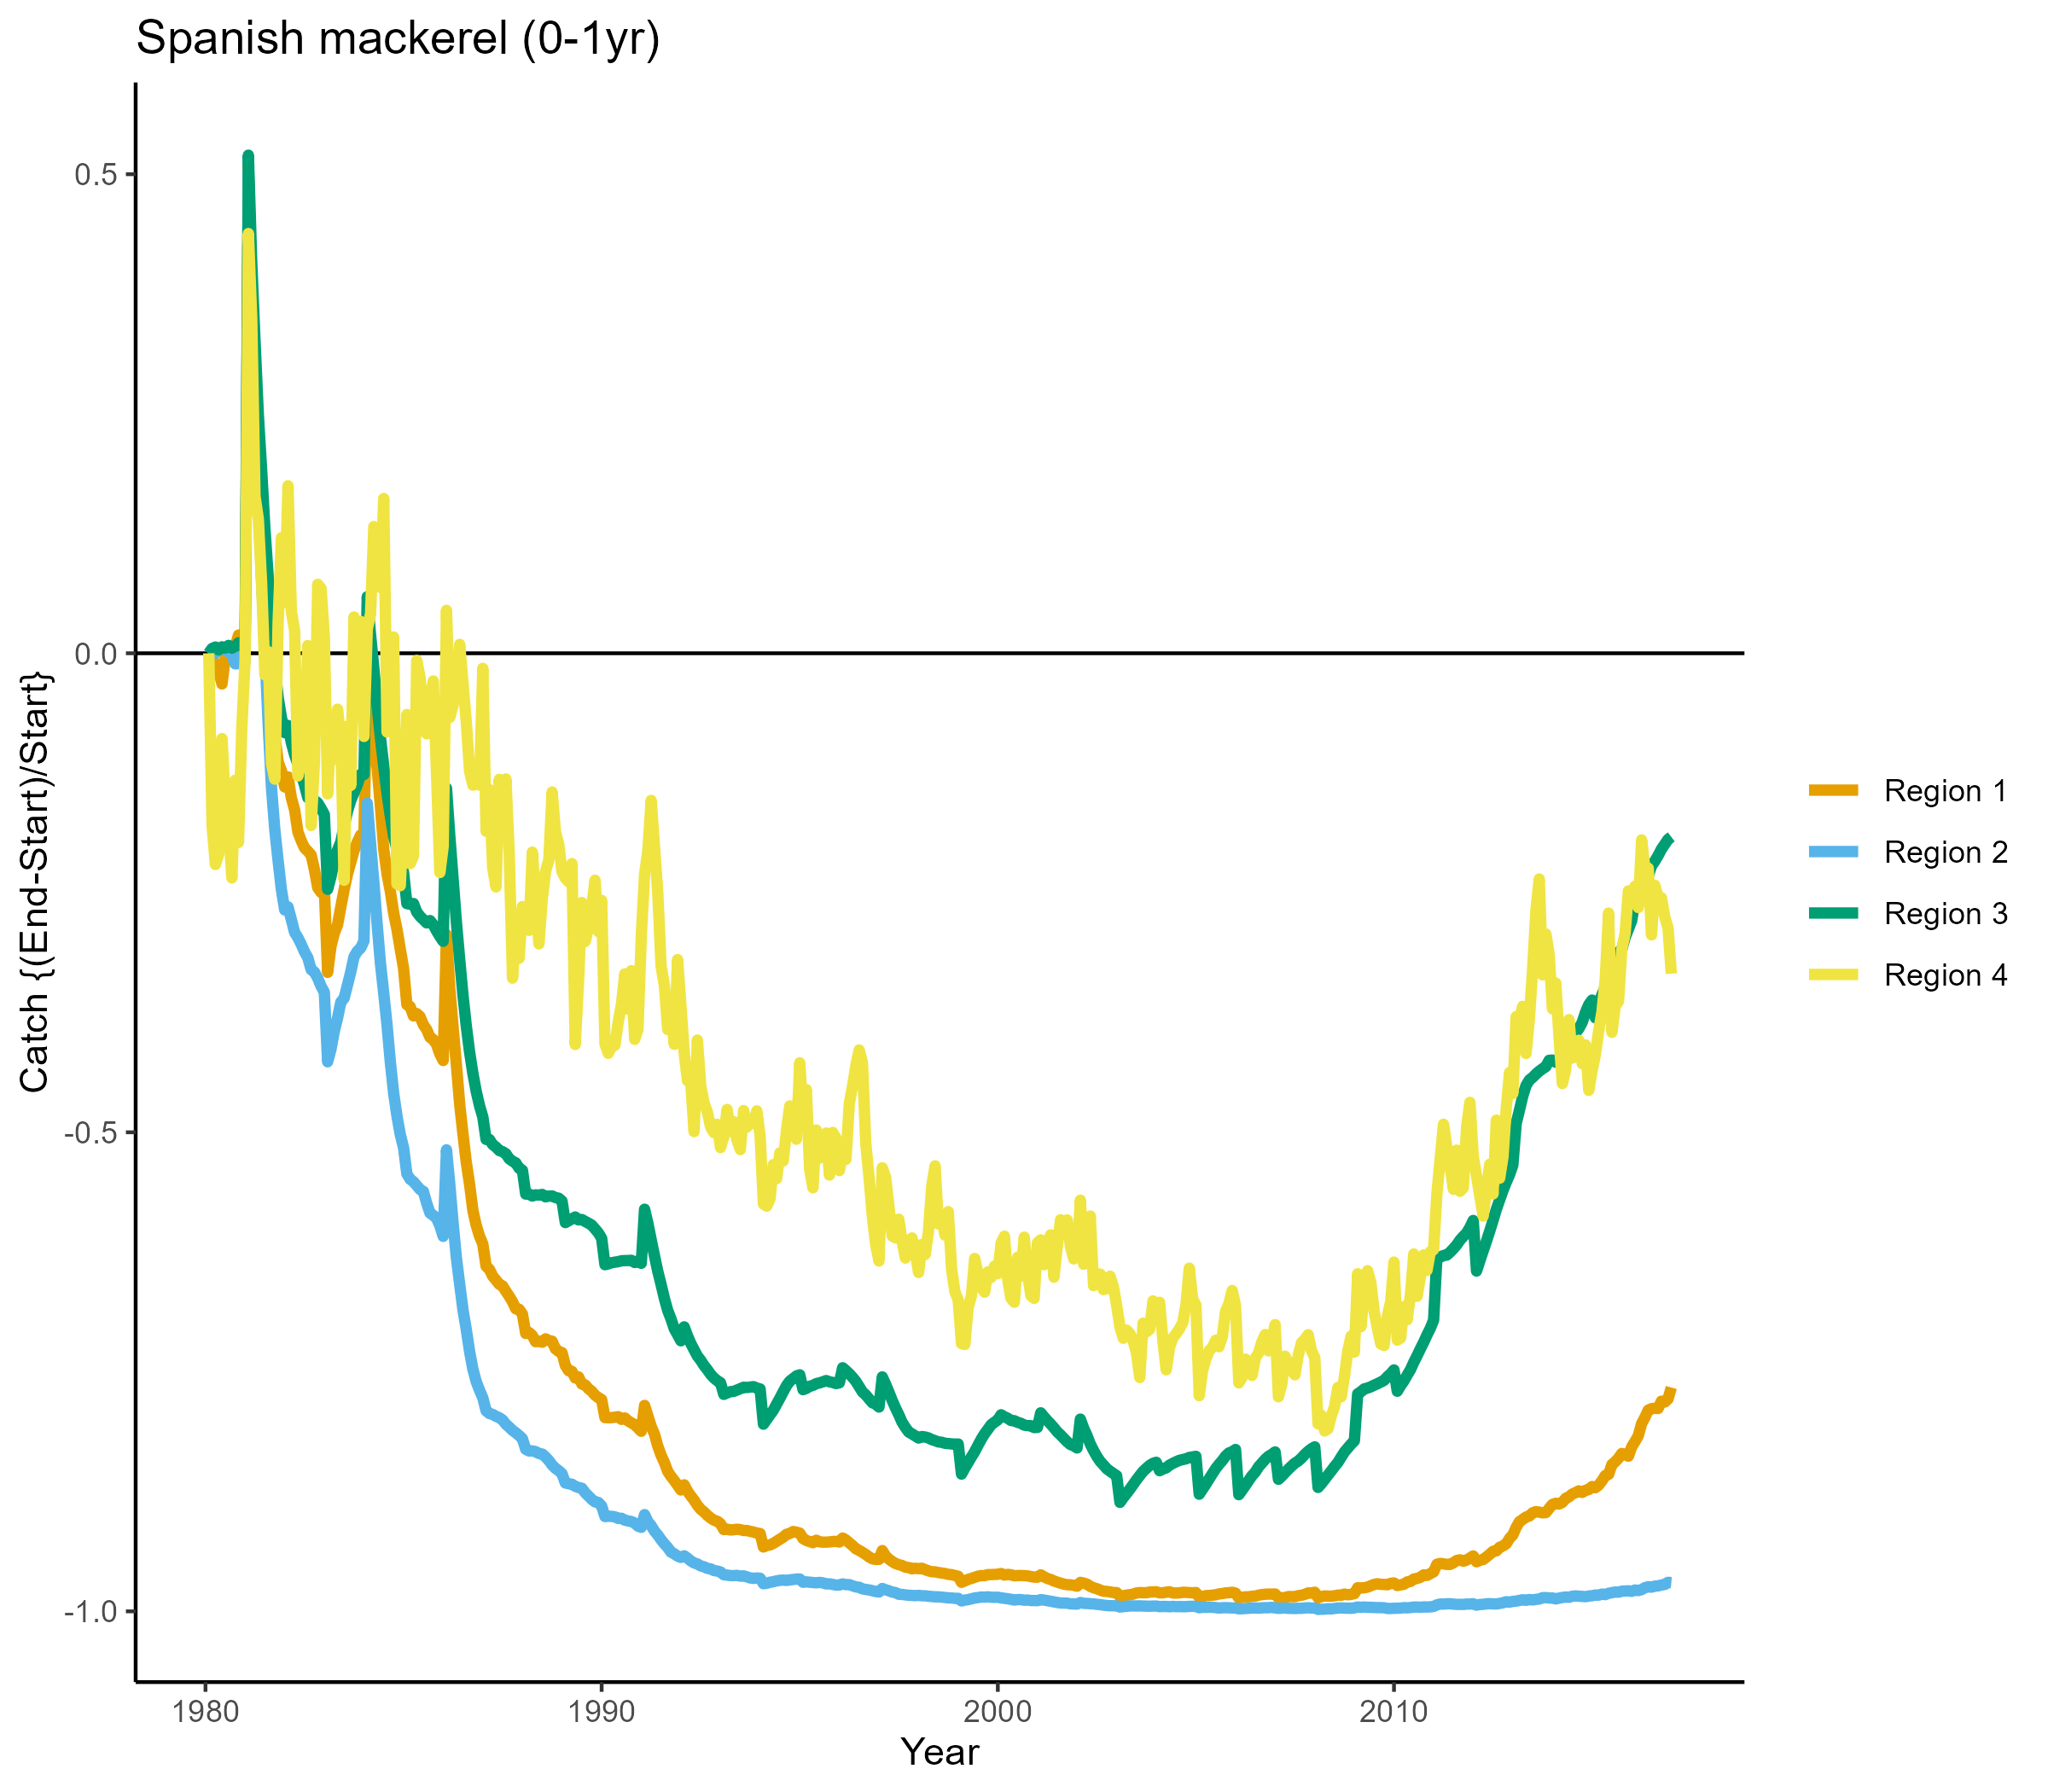 Spanish mackerel (0-1yr)
0.5
0.0
-0.5
-1.0
Catch {(End-Start)/Start}
1980
1990
2000
2010
Year
Region 1
Region 2
Region 3
Region 4